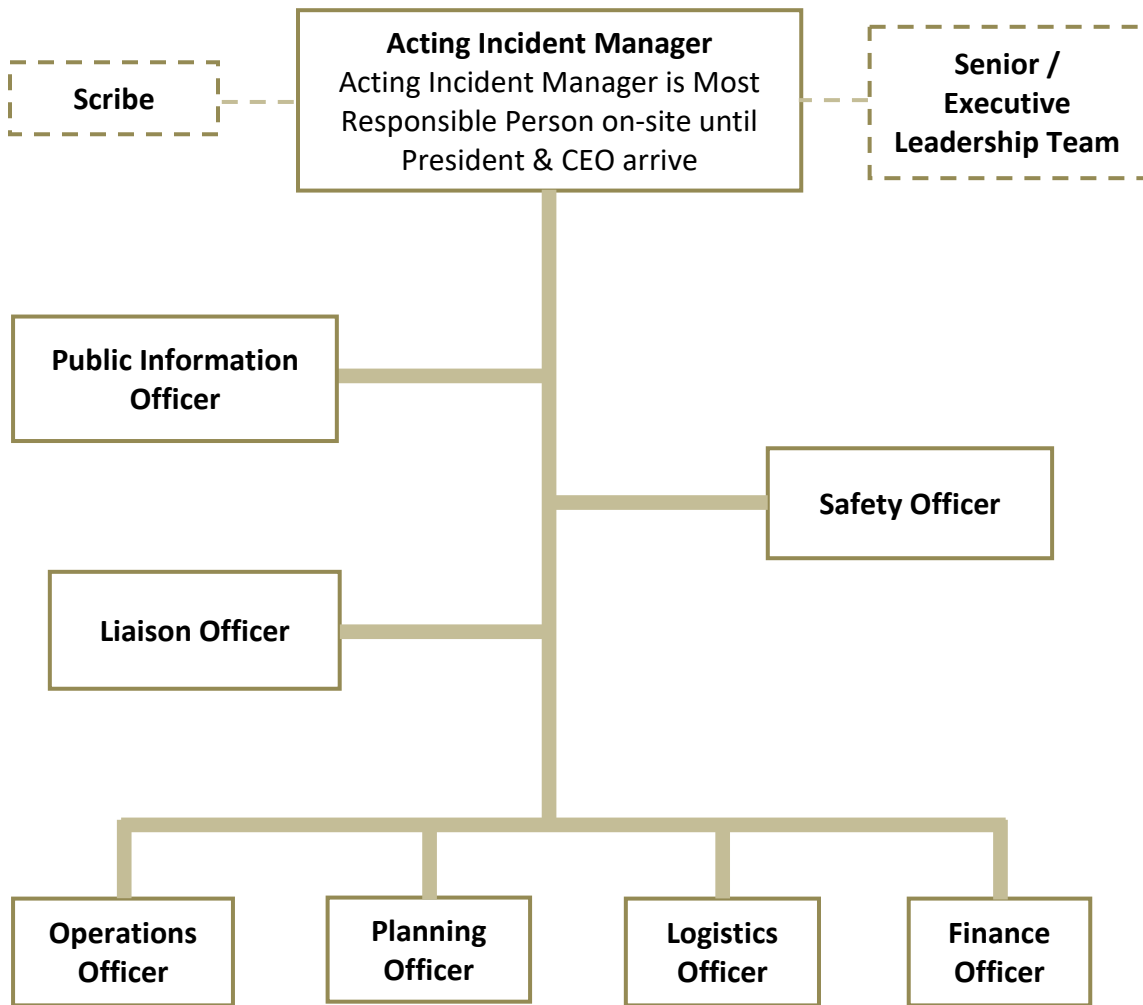 Scribe
Acting Incident Manager
Acting Incident Manager is Most
Responsible Person on-site until
President & CEO arrive
Senior /
Executive
Leadership Team
Public Information
Officer
Safety Officer
Liaison Officer
Operations
Officer
Planning
Officer
Logistics
Officer
Finance
Officer